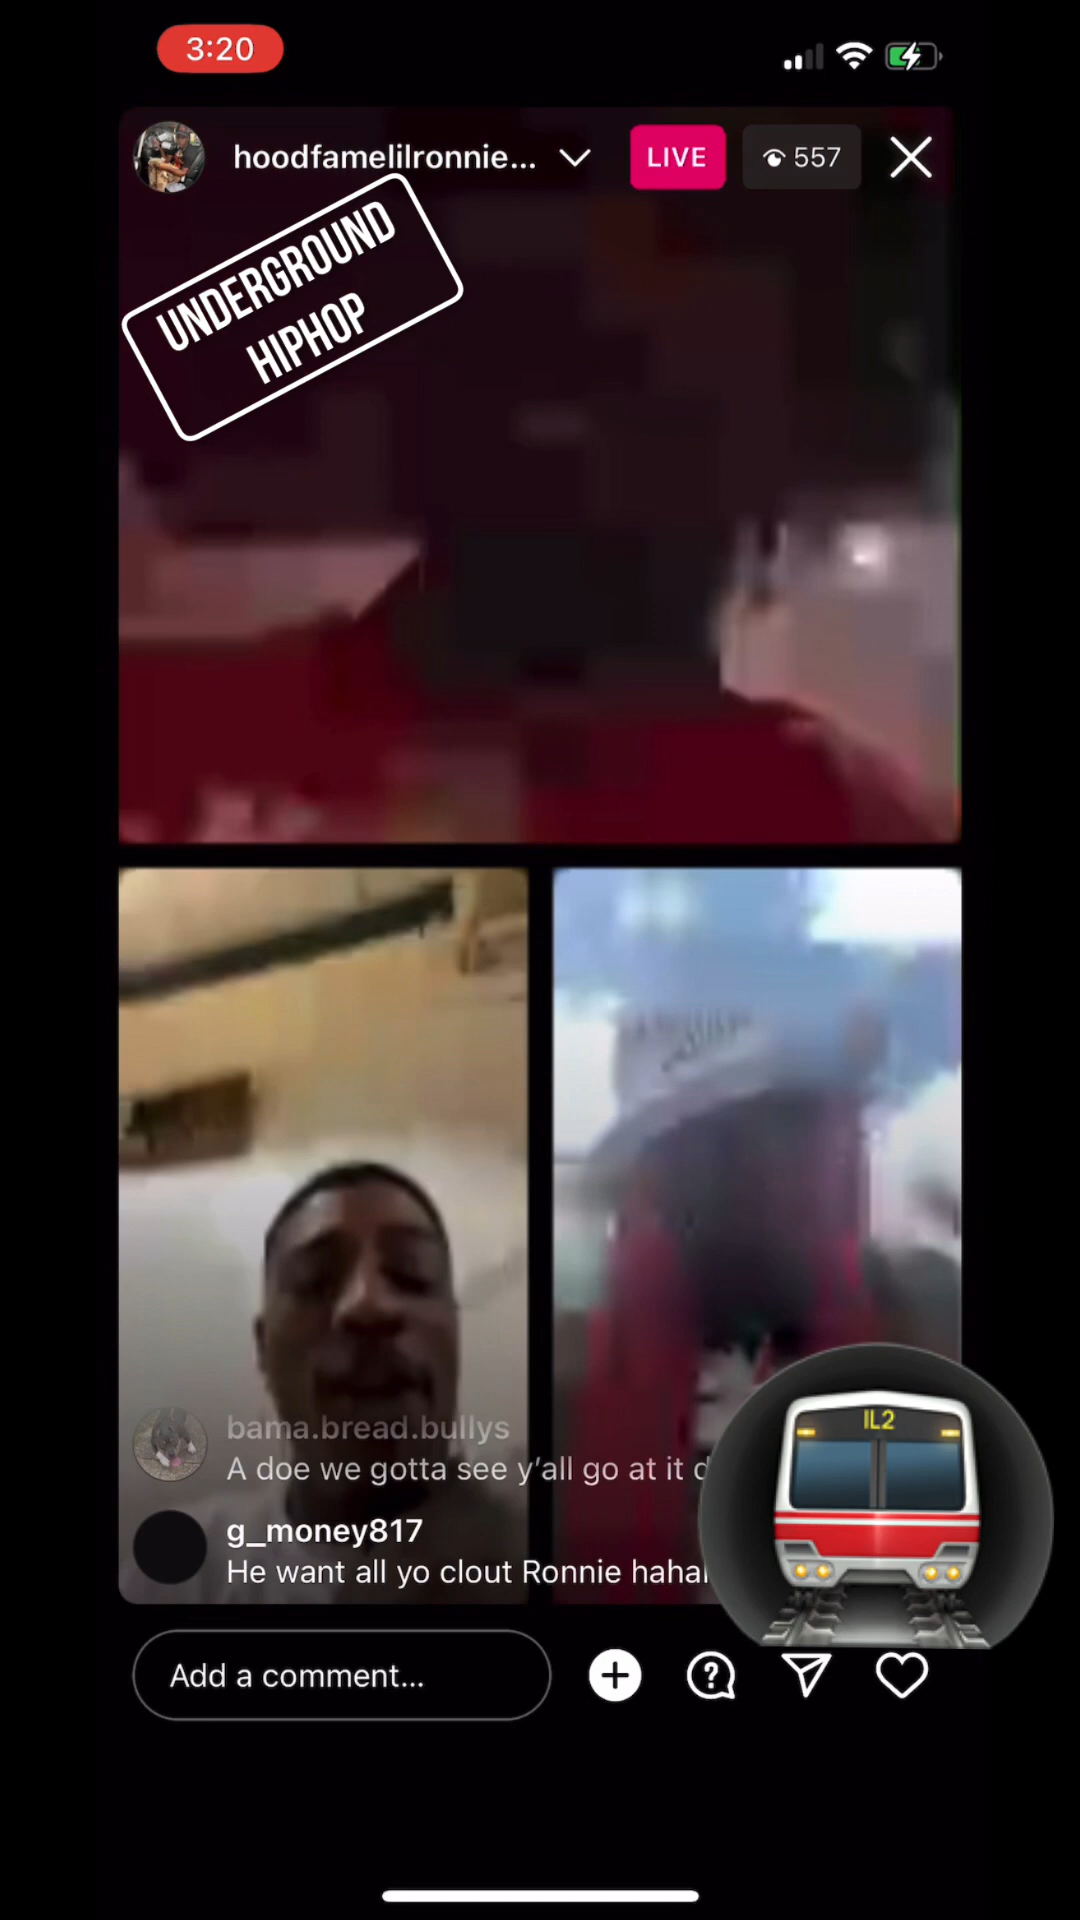 3:20
hoodfamelilronnie...
LIVE
557
UNDERGROUND
HIPHOP
bama.bread.bullys
A doe we gotta see y'all go at it
g_money817
He want all yo clout Ronnie
IL2
Add a comment...